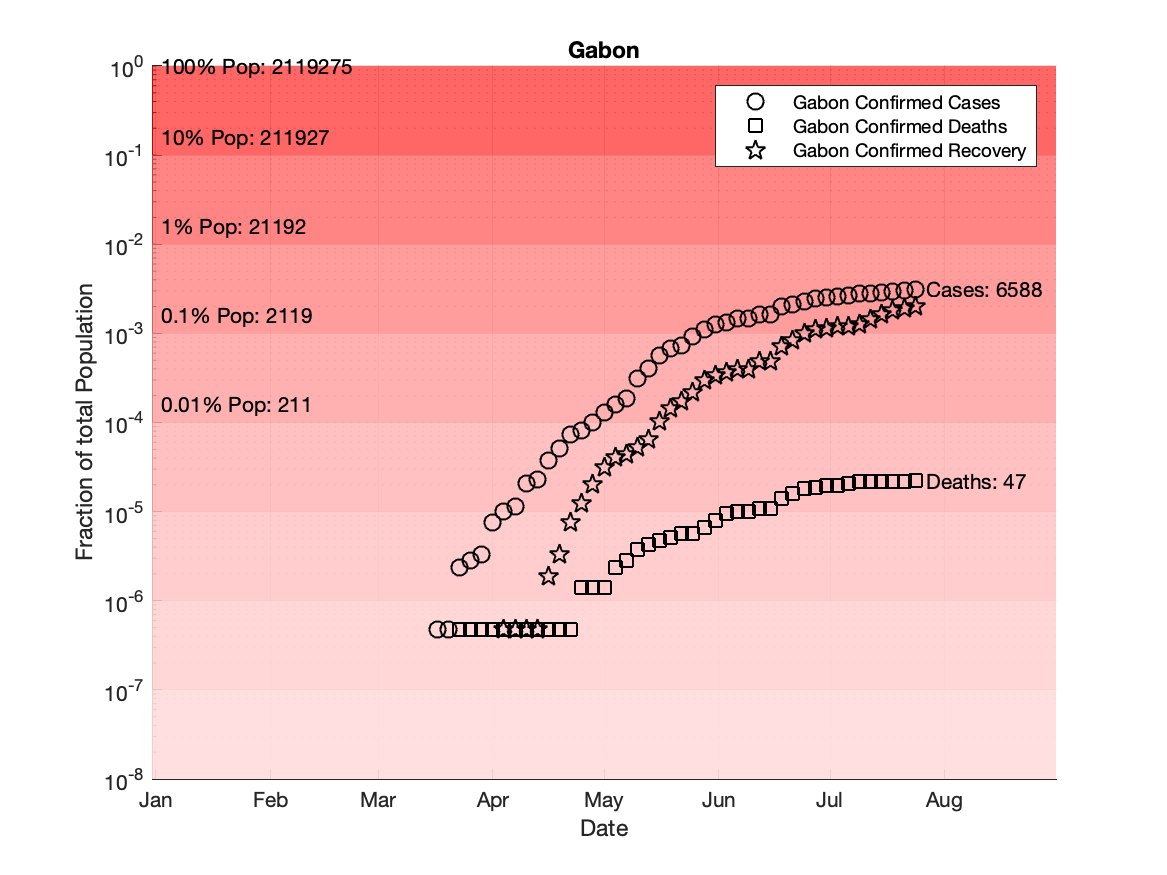 Gabon
10^0
100% Pop: 2119275
Gabon Confirmed Cases
Gabon Confirmed Deaths
Gabon Confirmed Recovery
10% Pop: 211927
10^-1
1% Pop: 21192
10^-2
Cases: 6588
0.1% Pop: 2119
10^-3
0.01% Pop: 211
10^-4
Deaths: 47
10^-5
10^-6
10^-7
10^-8
Fraction of total Population
Jan Feb Mar Apr May Jun Jul Aug
Date